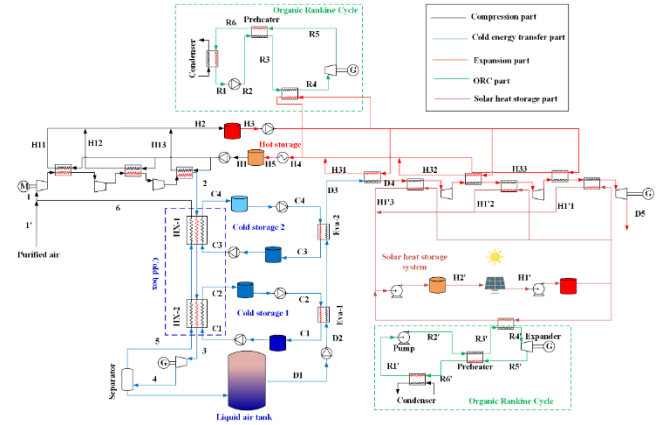 Organic Rankine Cycle
R6
Preheater
R5
Condenser
R3
R1
R2
R4
G
Compression part
Cold energy transfer part
Expansion part
ORC part
Solar heat storage part
H2
H3
H11
H12
H13
Hot storage
H1
H5
H4
H31
H32
H33
M
1
2
D3
D4
G
6
C4
C4
H1'3
H1'2
H1'1
D5
1'
HX-1
Cold storage 2
Eva-2
Purified air
C3
C3
Solar heat storage
system
Cold box
H2'
H1'
C2
C2
HX-2
Cold storage 1
Eva-1
C1
C1
D2
5
3
G
4
Separator
D1
Liquid air tank
R2'
R3'
R4'
Expander
G
Pump
R1'
R6'
Preheater
R5'
Condenser
Organic Rankine Cycle